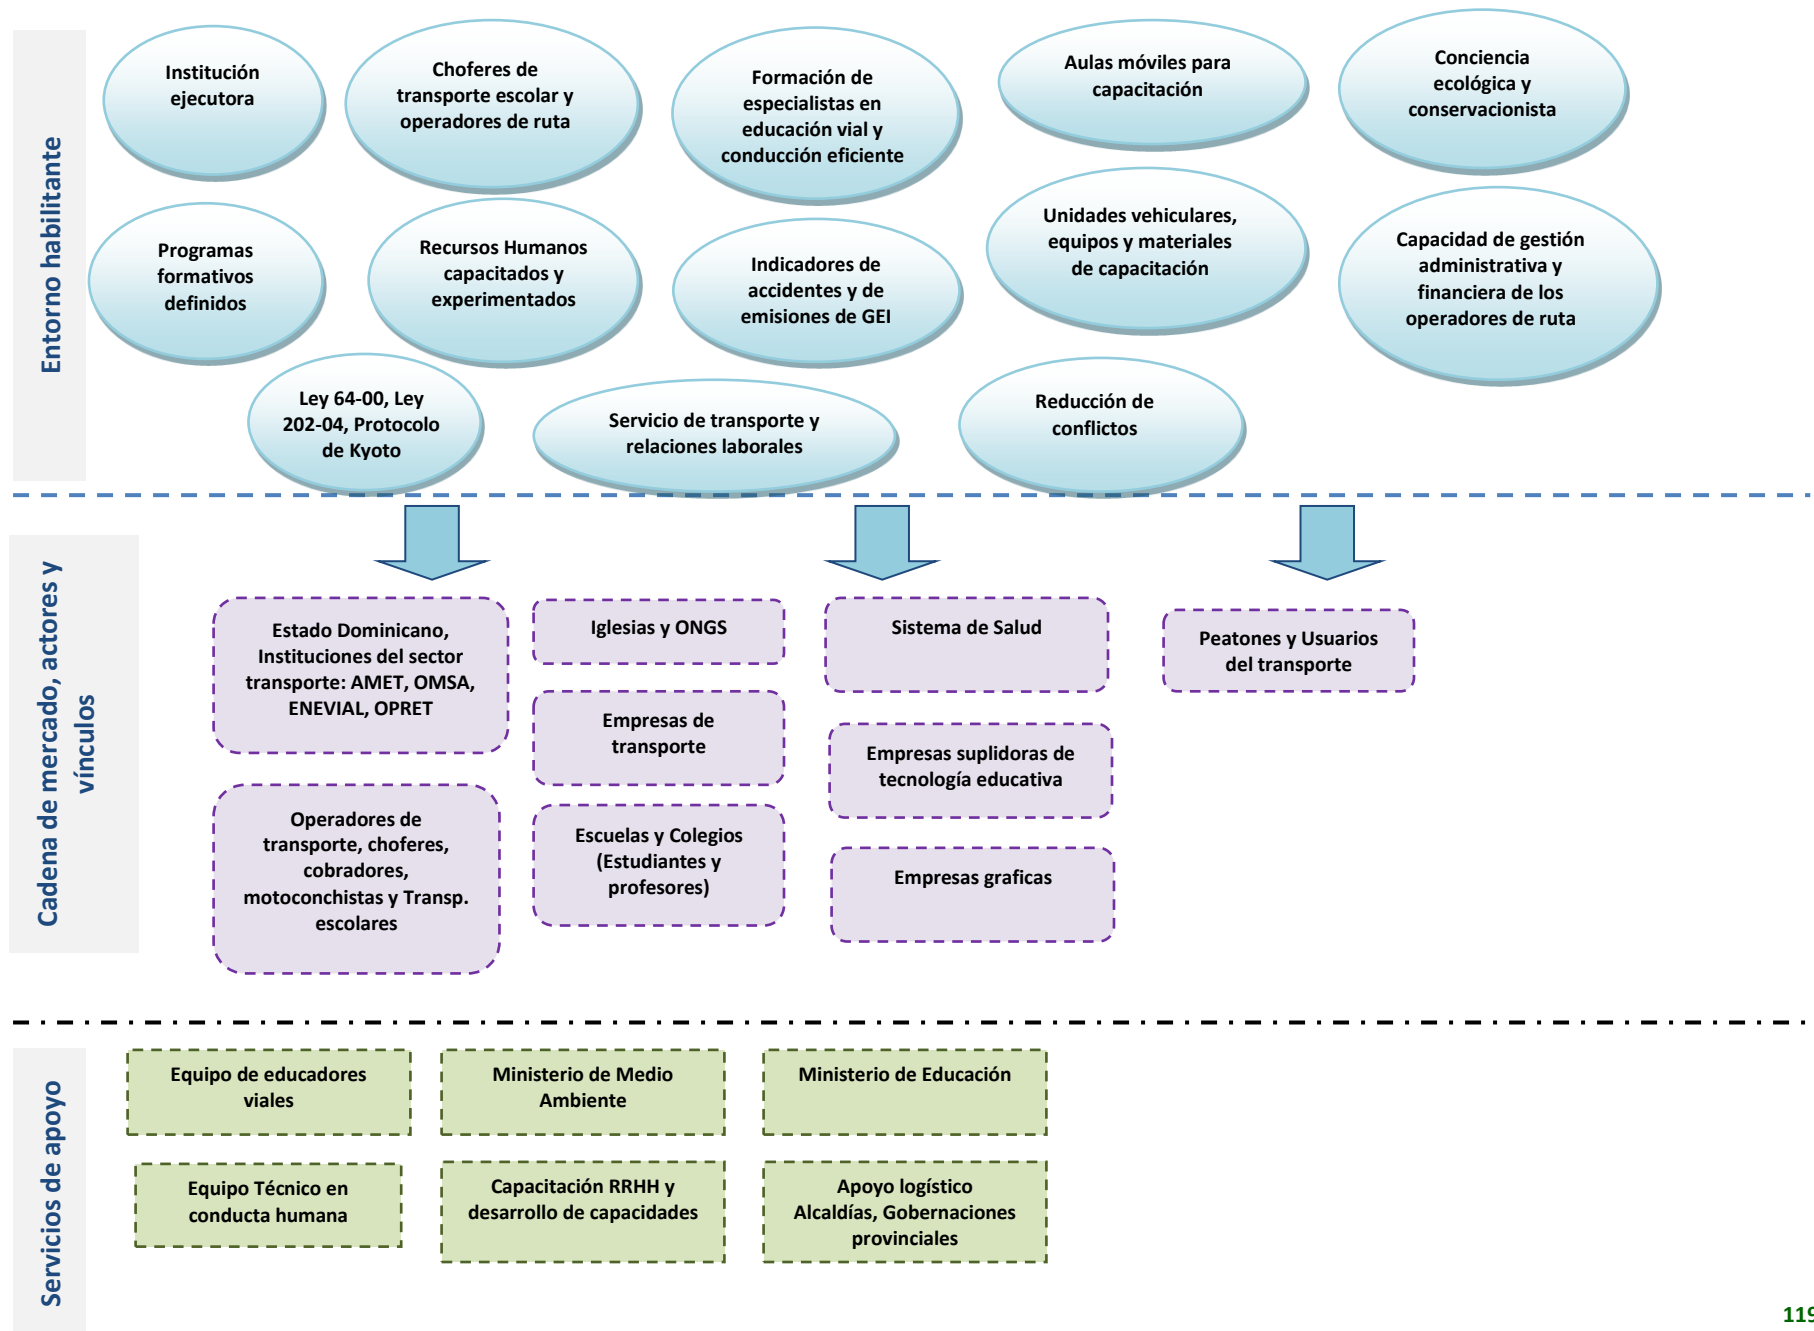 Entorno habilitante
Institución
ejecutora
Choferes de
transporte escolar y
operadores de ruta
Formación de
especialistas en
educación vial y
conducción eficiente
Aulas móviles para
capacitación
Conciencia
ecológica y
conservacionista
Programas
formativos
definidos
Recursos Humanos
capacitados y
experimentados
Indicadores de
accidentes y de
emisiones de GEI
Unidades vehiculares,
equipos y materiales
de capacitación
Capacidad de gestión
administrativa y
financiera de los
operadores de ruta
Ley 64-00, Ley
202-04, Protocolo
de Kyoto
Servicio de transporte y
relaciones laborales
Reducción de
conflictos
Cadena de mercado, actores y
vínculos
Estado Dominicano,
Instituciones del sector
transporte: AMET, OMSA,
ENEVIAL, OPRET
Iglesias y ONGS
Sistema de Salud
Peatones y Usuarios
del transporte
Empresas de
transporte
Empresas suplidoras de
tecnología educativa
Operadores de
transporte, choferes,
cobradores,
motoconchistas y Transp.
escolares
Escuelas y Colegios
(Estudiantes y
profesores)
Empresas graficas
Servicios de apoyo
Equipo de educadores
viales
Ministerio de Medio
Ambiente
Ministerio de Educación
Equipo Técnico en
conducta humana
Capacitación RRHH y
desarrollo de capacidades
Apoyo logístico
Alcaldías, Gobernaciones
provinciales
119